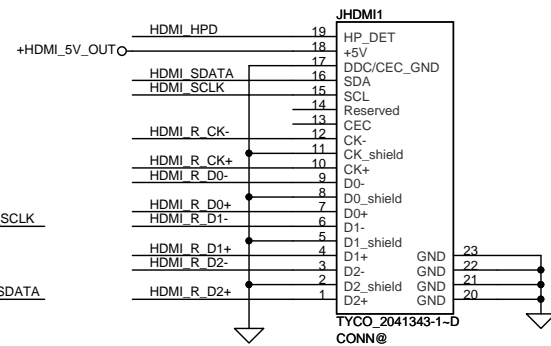 JHDMI1
HDMI_HPD 19 HP_DET
+HDMI_5V_OUT 18 +5V
17 DDC/CEC_GND
HDMI_SDATA 16 SDA
HDMI_SCLK 15 SCL
14 Reserved
13 CEC
HDMI_R_CK- 12 CK-
11 CK_shield
HDMI_R_CK+ 10 CK+
HDMI_R_D0- 9 D0-
8 D0_shield
HDMI_R_D0+ 7 D0+
SCLK HDMI_R_D1- 6 D1-
5 D1_shield
HDMI_R_D1+ 4 D1+ GND 23
HDMI_R_D2- 3 D2- GND 22
2 D2_shield GND 21
SDATA HDMI_R_D2+ 1 D2+ GND 20
TYCO_2041343-1~D
CONN@